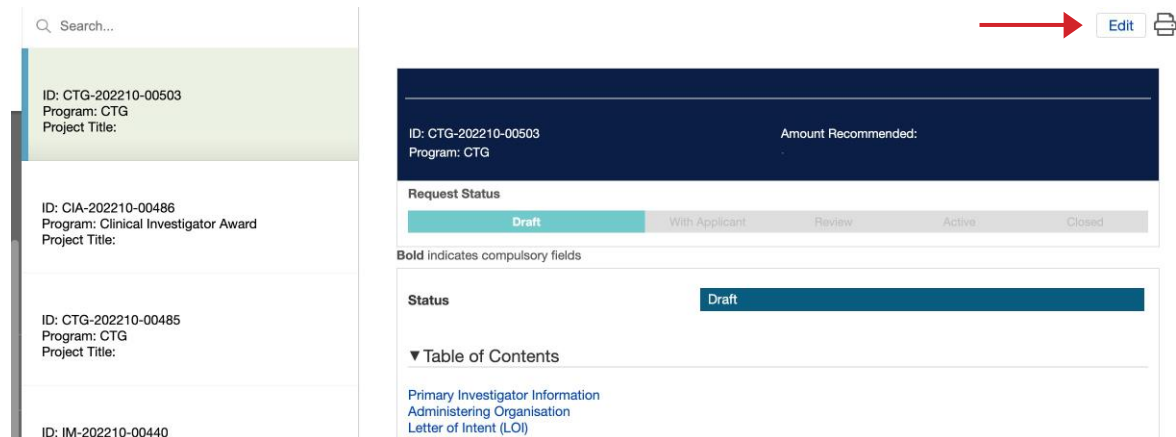 Search...
ID: CTG-202210-00503
Program: CTG
Project Title:
ID: CIA-202210-00486
Program: Clinical Investigator Award
Project Title:
ID: CTG-202210-00485
Program: CTG
Project Title:
ID: IM-202210-00440
Edit
ID: CTG-202210-00503
Amount Recommended:
Program: CTG
Request Status
Draft
With Applicant
Review
Active
Closed
Bold indicates compulsory fields
Status
Draft
▼Table of Contents
Primary Investigator Information
Administering Organisation
Letter of Intent (LOI)